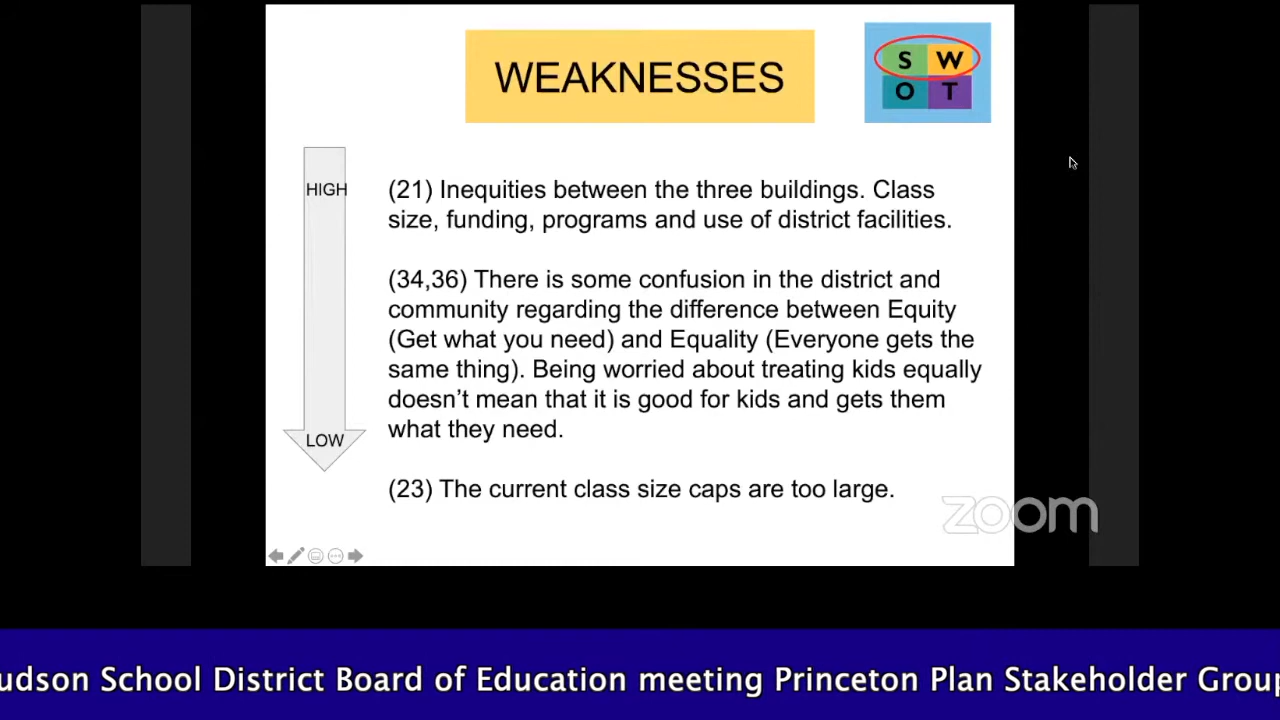 WEAKNESSES
S W
O T
HIGH
(21) Inequities between the three buildings. Class
size, funding, programs and use of district facilities.
(34,36) There is some confusion in the district and
community regarding the difference between Equity
(Get what you need) and Equality (Everyone gets the
same thing). Being worried about treating kids equally
doesn’t mean that it is good for kids and gets them
what they need.
LOW
(23) The current class size caps are too large.
zoom
School District Board of Education meeting Princeton Plan Stakeholder